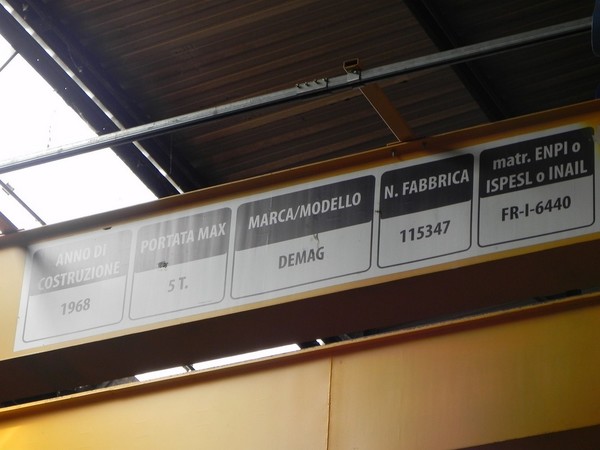 ANNO DI
COSTRUZIONE
1968
PORTATA MAX
5 T.
MARCA/MODELLO
DEMAG
N. FABBRICA
115347
matr. ENPI o
ISPESL o INAIL
FR-I-6440